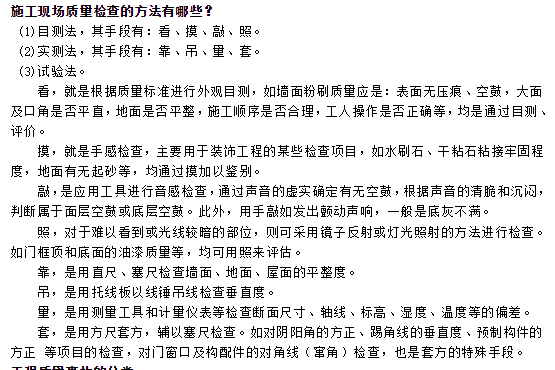 施工现场质量检查的方法有哪些？
(1)目测法，其手段有：看、摸、敲、照。
(2)实测法，其手段有：靠、吊、量、套。
(3)试验法。
看，就是根据质量标准进行外观目测，如墙面粉刷质量应是：表面无压痕、空鼓，大面
及口角是否平直，地面是否平整，施工顺序是否合理，工人操作是否正确等，均是通过目测、
评价。
摸，就是手感检查，主要用于装饰工程的某些检查项目，如水刷石、干粘石粘接牢固程
度，地面有无起砂等，均通过摸加以鉴别。
敲，是应用工具进行音感检查，通过声音的虚实确定有无空鼓，根据声音的清脆和沉闷，
判断属于面层空鼓或底层空鼓。此外，用手敲如发出颤动声响，一般是底灰不满。
照，对于难以看到或光线较暗的部位，则可采用镜子反射或灯光照射的方法进行检查。
如门框顶和底面的油漆质量等，均可用照来评估。
靠，是用直尺、塞尺检查墙面、地面、屋面的平整度。
吊，是用托线板以线锤吊线检查垂直度。
量，是用测量工具和计量仪表等检查断面尺寸、轴线、标高、湿度、温度等的偏差。
套，是用方尺套方，辅以塞尺检查。如对阴阳角的方正、踢角线的垂直度、预制构件的
方正 等项目的检查，对门窗口及构配件的对角线（窜角）检查，也是套方的特殊手段。